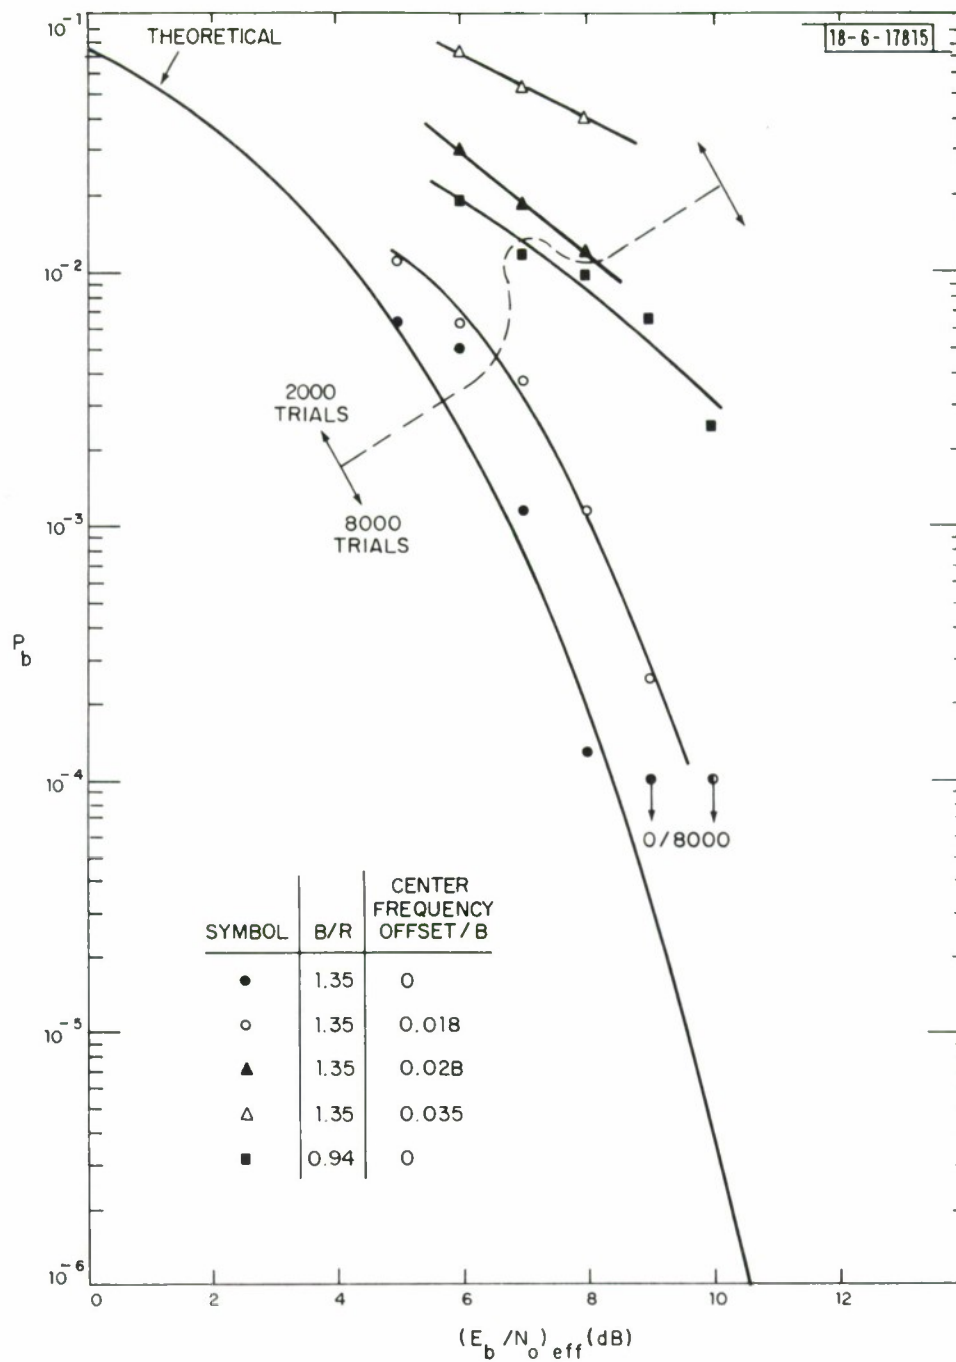 18-6-17815
THEORETICAL
10⁻¹
10⁻²
10⁻³
10⁻⁴
10⁻⁵
10⁻⁶
P_b
2000
TRIALS
8000
TRIALS
0/8000
SYMBOL B/R CENTER
FREQUENCY
OFFSET/B
● 1.35 0
○ 1.35 0.018
▲ 1.35 0.028
△ 1.35 0.035
■ 0.94 0
0 2 4 6 8 10 12
(E_b/N_o)_eff (dB)